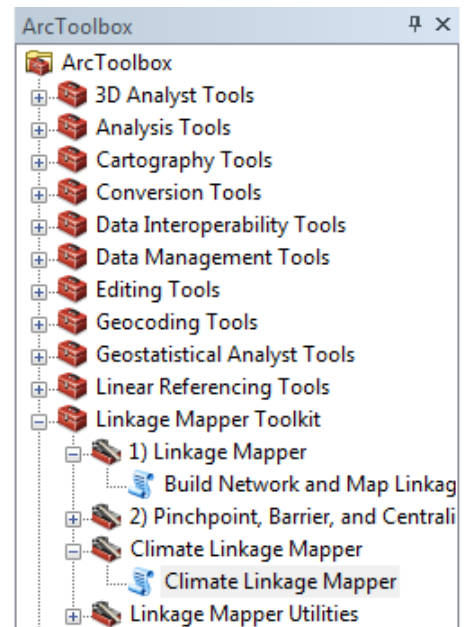 ArcToolbox
ArcToolbox
3D Analyst Tools
Analysis Tools
Cartography Tools
Conversion Tools
Data Interoperability Tools
Data Management Tools
Editing Tools
Geocoding Tools
Geostatistical Analyst Tools
Linear Referencing Tools
Linkage Mapper Toolkit
1) Linkage Mapper
Build Network and Map Linkag
2) Pinchpoint, Barrier, and Centrali
Climate Linkage Mapper
Climate Linkage Mapper
Linkage Mapper Utilities